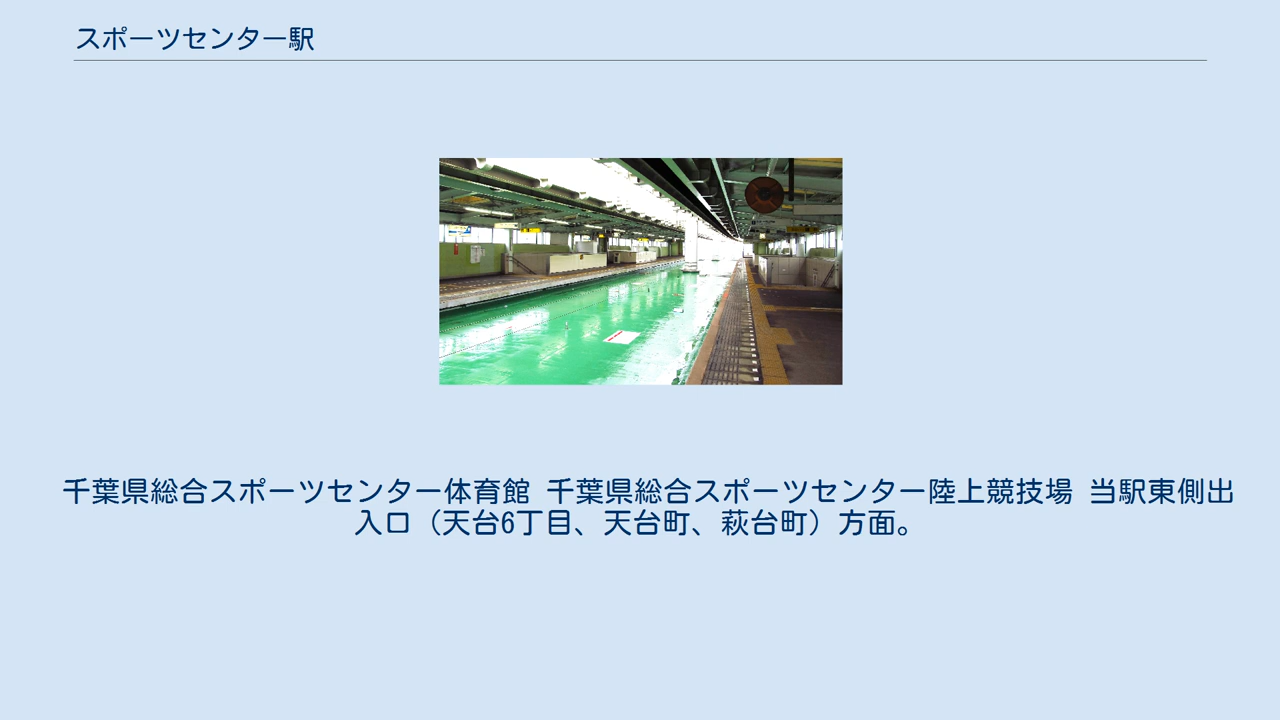 スポーツセンター駅
千葉県総合スポーツセンター体育館 千葉県総合スポーツセンター陸上競技場 当駅東側出
入口（天台6丁目、天台町、萩台町）方面。